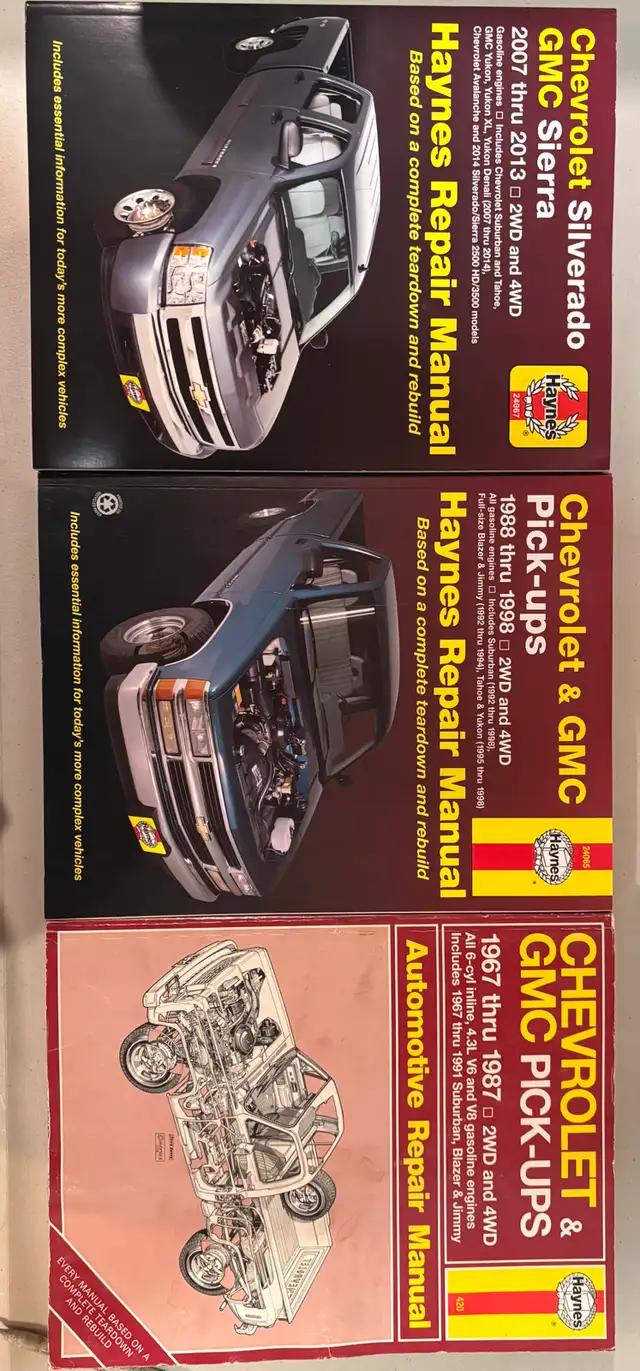 Chevrolet Silverado
GMC Sierra
2007 thru 2013 □ 2WD and 4WD
Gasoline engines □ Includes Chevrolet Suburban and Tahoe,
GMC Yukon, Yukon XL, Yukon Denali (2007 thru 2014),
Chevrolet Avalanche and 2014 Silverado/Sierra 2500 HD/3500 models
Haynes®
24067
Haynes Repair Manual
Based on a complete teardown and rebuild
Haynes
Includes essential information for today's more complex vehicles
Chevrolet & GMC
Pick-ups
1988 thru 1998 □ 2WD and 4WD
All gasoline engines □ Includes Suburban (1992 thru 1998),
Full-size Blazer & Jimmy (1992 thru 1994), Tahoe & Yukon (1995 thru 1998)
24065
Haynes®
Haynes Repair Manual
Based on a complete teardown and rebuild
Haynes
Includes essential information for today's more complex vehicles
CHEVROLET &
GMC PICK-UPS
1967 thru 1987 □ 2WD and 4WD
All 6-cyl inline, 4.3L V6 and V8 gasoline engines
Includes 1967 thru 1991 Suburban, Blazer & Jimmy
Haynes®
420
Automotive Repair Manual
CHEVROLET
EVERY MANUAL BASED ON A
COMPLETE TEARDOWN
AND REBUILD